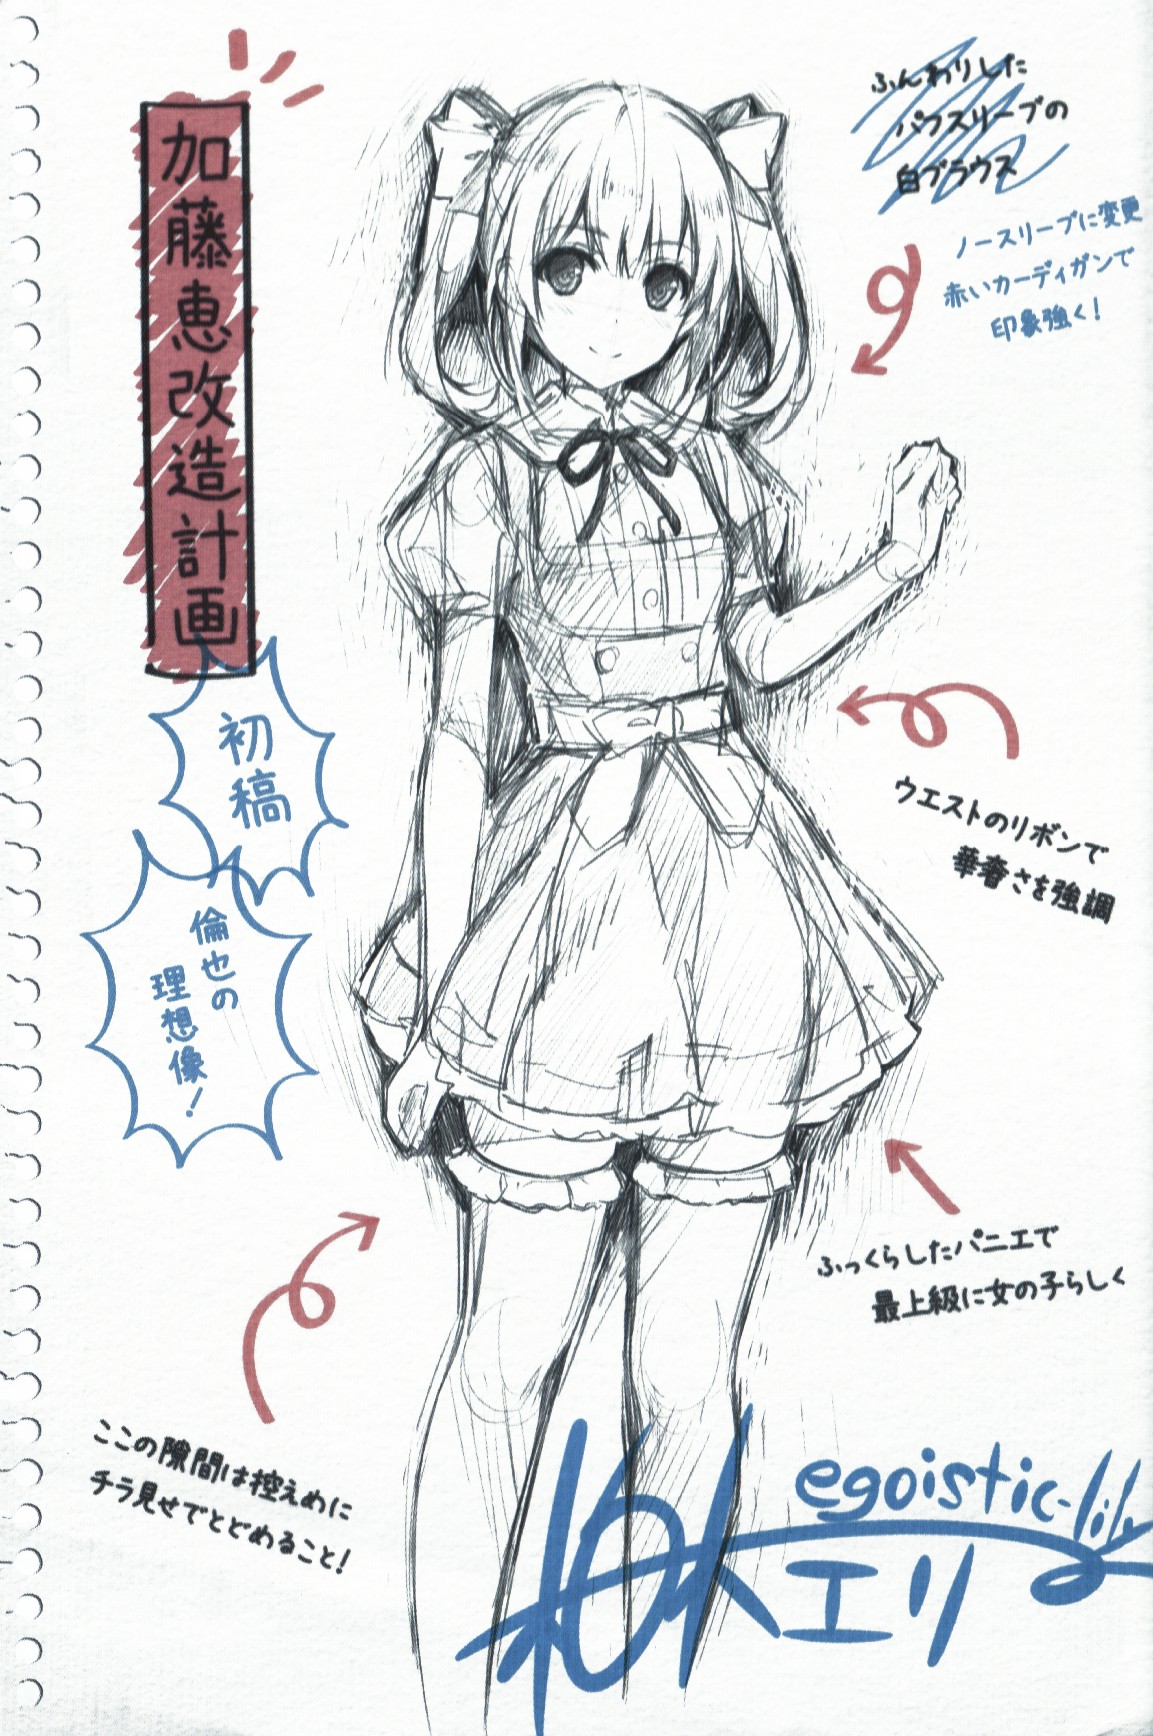 加藤恵改造計画
初稿
倫也の
理想像！
ふんわりした
パフスリーブの
白ブラウス
ノースリーブに変更
赤いカーディガンで
印象強く！
ウエストのリボンで
華奢さを強調
ふっくらしたパニエで
最上級に女の子らしく
ここの隙間は控えめに
チラ見せでとどめること！
egoistic-lily
柏木エリ